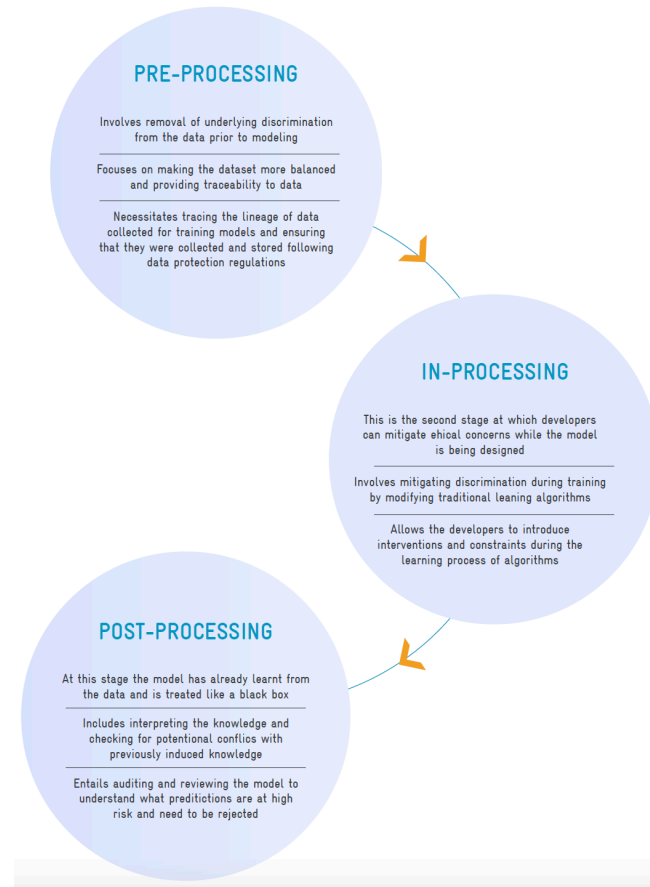 PRE-PROCESSING
Involves removal of underlying discrimination
from the data prior to modeling
Focuses on making the dataset more balanced
and providing traceability to data
Necessitates tracing the lineage of data
collected for training models and ensuring
that they were collected and stored following
data protection regulations
IN-PROCESSING
This is the second stage at which developers
can mitigate ehical concerns while the model
is being designed
Involves mitigating discrimination during training
by modifying traditional leaning algorithms
Allows the developers to introduce
interventions and constraints during the
learning process of algorithms
POST-PROCESSING
At this stage the model has already learnt from
the data and is treated like a black box
Includes interpreting the knowledge and
checking for potentional conflics with
previously induced knowledge
Entails auditing and reviewing the model to
understand what preditictions are at high
risk and need to be rejected